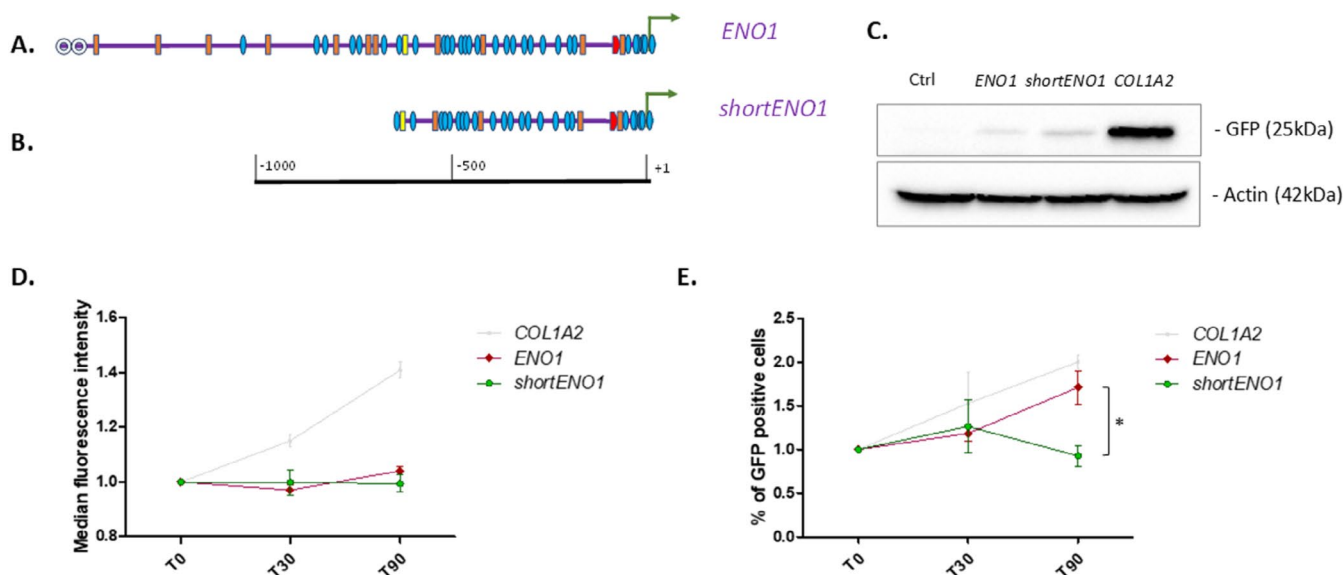 A.
ENO1
C.
Ctrl ENO1 shortENO1 COL1A2
- GFP (25kDa)
- Actin (42kDa)
shortENO1
B.
-1000 -500 +1
D.
Median fluorescence intensity
1.6
1.4
1.2
1.0
0.8
T0 T30 T90
COL1A2
ENO1
shortENO1
E.
% of GFP positive cells
2.5
2.0
1.5
1.0
0.5
0.0
T0 T30 T90
*
COL1A2
ENO1
shortENO1